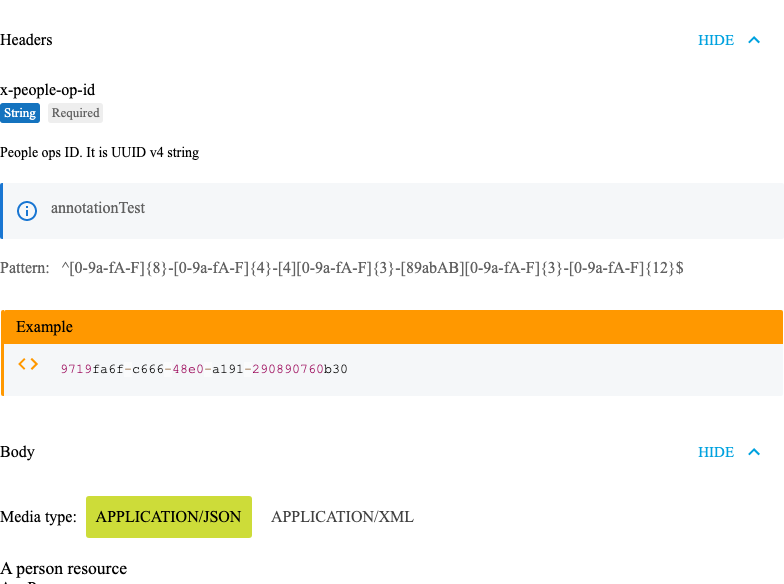 Headers
HIDE
x-people-op-id
String Required
People ops ID. It is UUID v4 string
annotationTest
Pattern: ^[0-9a-fA-F]{8}-[0-9a-fA-F]{4}-[4][0-9a-fA-F]{3}-[89abAB][0-9a-fA-F]{3}-[0-9a-fA-F]{12}$
Example
9719fa6f-c666-48e0-a191-290890760b30
Body
HIDE
Media type: APPLICATION/JSON APPLICATION/XML
A person resource